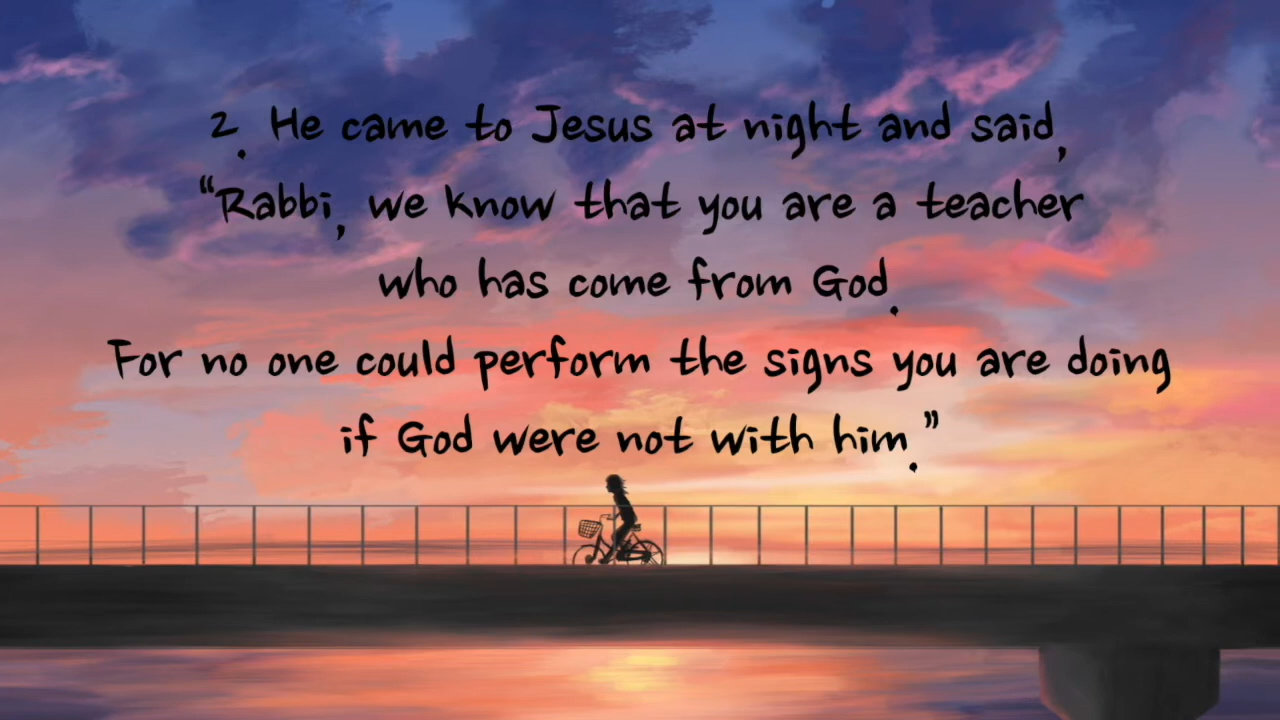 2. He came to Jesus at night and said,
“Rabbi, we know that you are a teacher
who has come from God.
For no one could perform the signs you are doing
if God were not with him.”